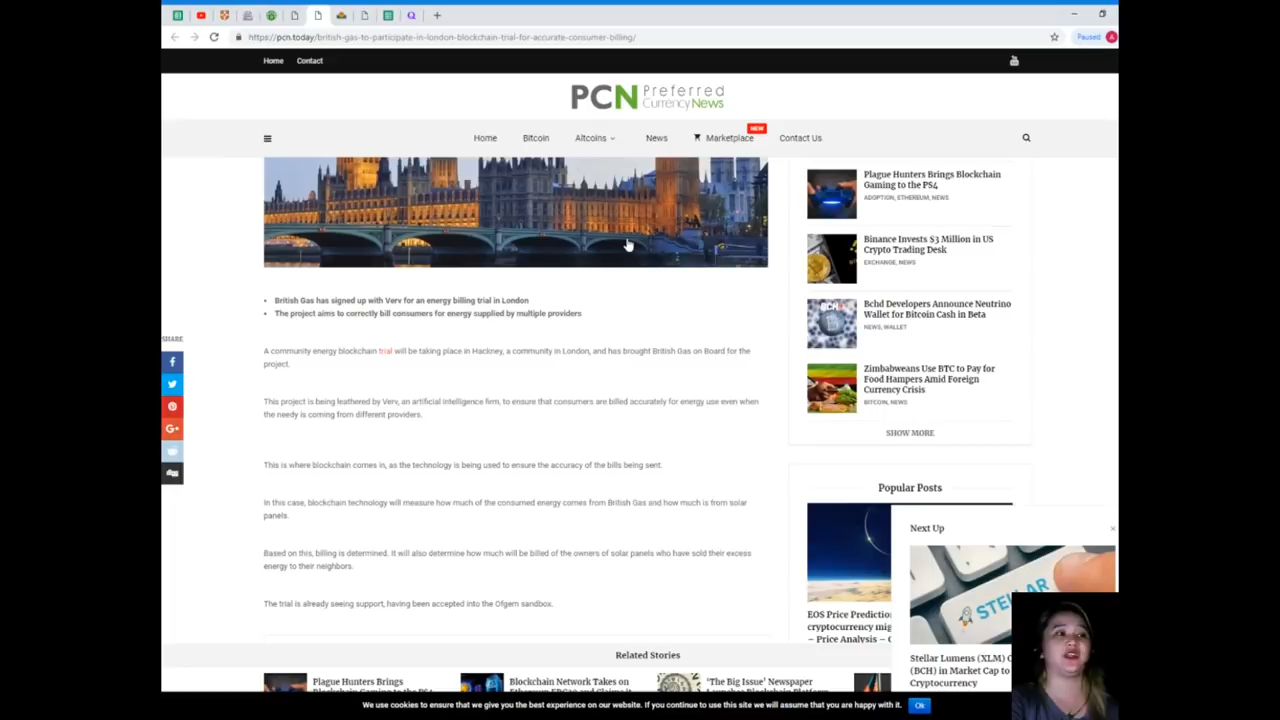 https://pcn.today/british-gas-to-participate-in-london-blockchain-trial-for-accurate-consumer-billing/
Paused
A
Home Contact
PCN Preferred
Currency News
NEW
Home Bitcoin Altcoins News Marketplace Contact Us
British Gas has signed up with Verv for an energy billing trial in London
The project aims to correctly bill consumers for energy supplied by multiple providers
A community energy blockchain trial will be taking place in Hackney, a community in London, and has brought British Gas on Board for the
project.
This project is being leathered by Verv, an artificial intelligence firm, to ensure that consumers are billed accurately for energy use even when
the needy is coming from different providers.
This is where blockchain comes in, as the technology is being used to ensure the accuracy of the bills being sent.
In this case, blockchain technology will measure how much of the consumed energy comes from British Gas and how much is from solar
panels.
Based on this, billing is determined. It will also determine how much will be billed of the owners of solar panels who have sold their excess
energy to their neighbors.
The trial is already seeing support, having been accepted into the Ofgem sandbox.
SHARE
Plague Hunters Brings Blockchain
Gaming to the PS4
ADOPTION, ETHEREUM, NEWS
Binance Invests $3 Million in US
Crypto Trading Desk
EXCHANGE, NEWS
Bchd Developers Announce Neutrino
Wallet for Bitcoin Cash in Beta
NEWS, WALLET
Zimbabweans Use BTC to Pay for
Food Hampers Amid Foreign
Currency Crisis
BITCOIN, NEWS
SHOW MORE
Popular Posts
EOS Price Predictio
cryptocurrency mig
– Price Analysis –
Next Up
STELLAR
Stellar Lumens (XLM)
(BCH) in Market Cap to
Cryptocurrency
Related Stories
Plague Hunters Brings
Blockchain Gaming to the PS4
Blockchain Network Takes on
'The Big Issue' Newspaper
We use cookies to ensure that we give you the best experience on our website. If you continue to use this site we will assume that you are happy with it. Ok